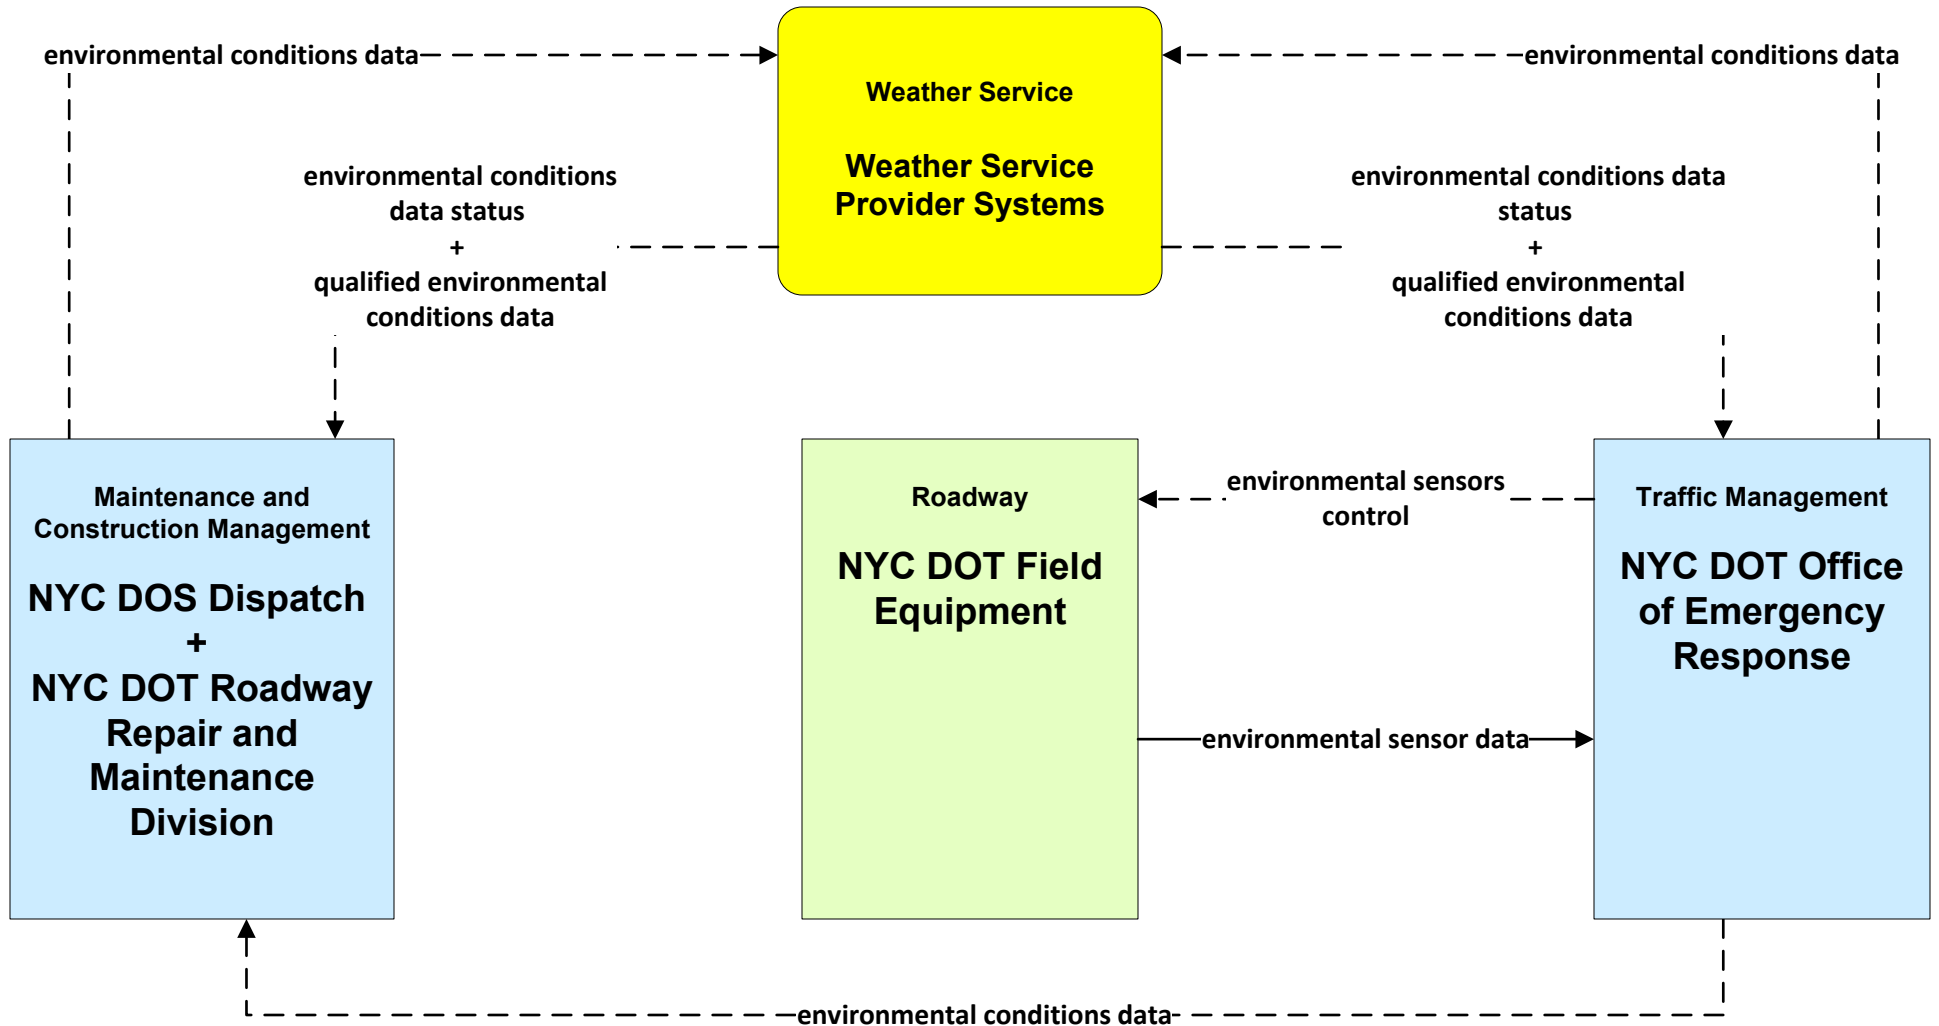 environmental conditions data
environmental conditions data
Weather Service
Weather Service
Provider Systems
environmental conditions
data status
+
qualified environmental
conditions data
environmental conditions data
status
+
qualified environmental
conditions data
Maintenance and
Construction Management
NYC DOS Dispatch
+
NYC DOT Roadway
Repair and
Maintenance
Division
Roadway
NYC DOT Field
Equipment
environmental sensors
control
environmental sensor data
Traffic Management
NYC DOT Office
of Emergency
Response
environmental conditions data